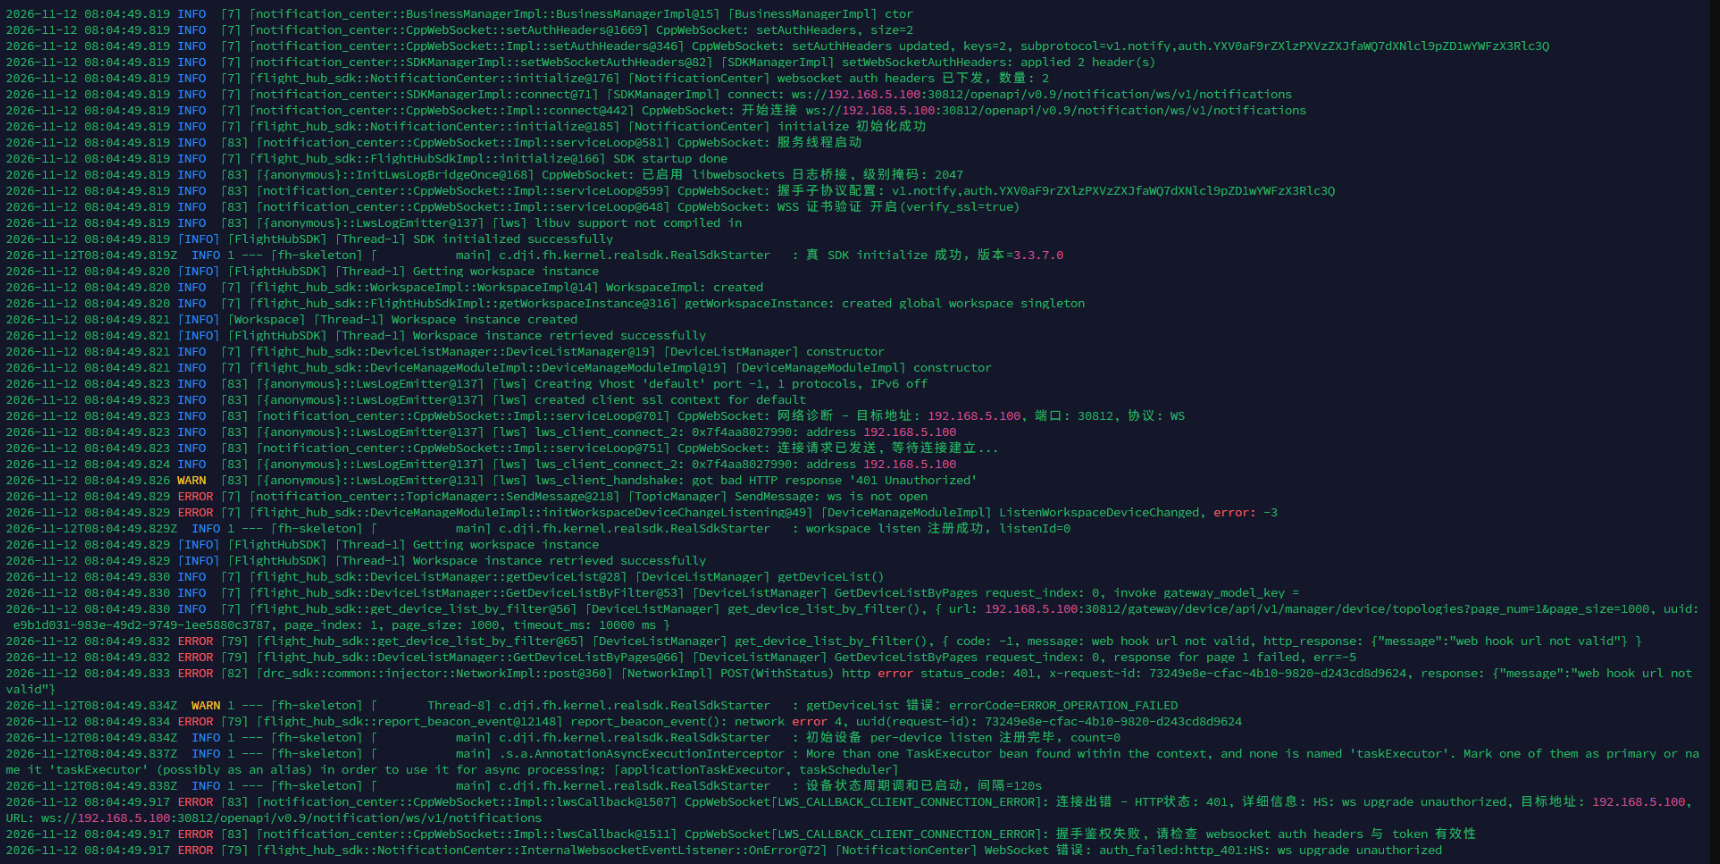 2026-11-12 08:04:49.819 INFO  [7] [notification_center::BusinessManagerImpl::BusinessManagerImpl@15] [BusinessManagerImpl] ctor
2026-11-12 08:04:49.819 INFO  [7] [notification_center::CppWebSocket::setAuthHeaders@1669] CppWebSocket: setAuthHeaders, size=2
2026-11-12 08:04:49.819 INFO  [7] [notification_center::CppWebSocket::Impl::setAuthHeaders@346] CppWebSocket: setAuthHeaders updated, keys=2, subprotocol=v1.notify,auth.YXV0aF9rZXlzPXVzZXJfaWQ7dXNlcl9pZD1wYWFzX3Rlc3Q
2026-11-12 08:04:49.819 INFO  [7] [notification_center::SDKManagerImpl::setWebSocketAuthHeaders@82] [SDKManagerImpl] setWebSocketAuthHeaders: applied 2 header(s)
2026-11-12 08:04:49.819 INFO  [7] [flight_hub_sdk::NotificationCenter::initialize@176] [NotificationCenter] websocket auth headers 已下发, 数量: 2
2026-11-12 08:04:49.819 INFO  [7] [notification_center::SDKManagerImpl::connect@71] [SDKManagerImpl] connect: ws://192.168.5.100:30812/openapi/v0.9/notification/ws/v1/notifications
2026-11-12 08:04:49.819 INFO  [7] [notification_center::CppWebSocket::Impl::connect@442] CppWebSocket: 开始连接 ws://192.168.5.100:30812/openapi/v0.9/notification/ws/v1/notifications
2026-11-12 08:04:49.819 INFO  [7] [flight_hub_sdk::NotificationCenter::initialize@185] [NotificationCenter] initialize 初始化成功
2026-11-12 08:04:49.819 INFO  [83] [notification_center::CppWebSocket::Impl::serviceLoop@581] CppWebSocket: 服务线程启动
2026-11-12 08:04:49.819 INFO  [7] [flight_hub_sdk::FlightHubSdkImpl::initialize@166] SDK startup done
2026-11-12 08:04:49.819 INFO  [83] [{anonymous}::InitLwsLogBridgeOnce@168] CppWebSocket: 已启用 libwebsockets 日志桥接, 级别掩码: 2047
2026-11-12 08:04:49.819 INFO  [83] [notification_center::CppWebSocket::Impl::serviceLoop@599] CppWebSocket: 握手子协议配置: v1.notify,auth.YXV0aF9rZXlzPXVzZXJfaWQ7dXNlcl9pZD1wYWFzX3Rlc3Q
2026-11-12 08:04:49.819 INFO  [83] [notification_center::CppWebSocket::Impl::serviceLoop@648] CppWebSocket: WSS 证书验证 开启(verify_ssl=true)
2026-11-12 08:04:49.819 INFO  [83] [{anonymous}::LwsLogEmitter@137] [lws] libuv support not compiled in
2026-11-12 08:04:49.819 [INFO] [FlightHubSDK] [Thread-1] SDK initialized successfully
2026-11-12T08:04:49.819Z  INFO 1 --- [fh-skeleton] [           main] c.dji.fh.kernel.realsdk.RealSdkStarter   : 真 SDK initialize 成功, 版本=3.3.7.0
2026-11-12 08:04:49.820 [INFO] [FlightHubSDK] [Thread-1] Getting workspace instance
2026-11-12 08:04:49.820 INFO  [7] [flight_hub_sdk::WorkspaceImpl::WorkspaceImpl@14] WorkspaceImpl: created
2026-11-12 08:04:49.820 INFO  [7] [flight_hub_sdk::FlightHubSdkImpl::getWorkspaceInstance@316] getWorkspaceInstance: created global workspace singleton
2026-11-12 08:04:49.821 [INFO] [Workspace] [Thread-1] Workspace instance created
2026-11-12 08:04:49.821 [INFO] [FlightHubSDK] [Thread-1] Workspace instance retrieved successfully
2026-11-12 08:04:49.821 INFO  [7] [flight_hub_sdk::DeviceListManager::DeviceListManager@19] [DeviceListManager] constructor
2026-11-12 08:04:49.821 INFO  [7] [flight_hub_sdk::DeviceManageModuleImpl::DeviceManageModuleImpl@19] [DeviceManageModuleImpl] constructor
2026-11-12 08:04:49.823 INFO  [83] [{anonymous}::LwsLogEmitter@137] [lws] Creating Vhost 'default' port -1, 1 protocols, IPv6 off
2026-11-12 08:04:49.823 INFO  [83] [{anonymous}::LwsLogEmitter@137] [lws] created client ssl context for default
2026-11-12 08:04:49.823 INFO  [83] [notification_center::CppWebSocket::Impl::serviceLoop@701] CppWebSocket: 网络诊断 - 目标地址: 192.168.5.100, 端口: 30812, 协议: WS
2026-11-12 08:04:49.823 INFO  [83] [{anonymous}::LwsLogEmitter@137] [lws] lws_client_connect_2: 0x7f4aa8027990: address 192.168.5.100
2026-11-12 08:04:49.823 INFO  [83] [notification_center::CppWebSocket::Impl::serviceLoop@751] CppWebSocket: 连接请求已发送, 等待连接建立...
2026-11-12 08:04:49.824 INFO  [83] [{anonymous}::LwsLogEmitter@137] [lws] lws_client_connect_2: 0x7f4aa8027990: address 192.168.5.100
2026-11-12 08:04:49.826 WARN  [83] [{anonymous}::LwsLogEmitter@131] [lws] lws_client_handshake: got bad HTTP response '401 Unauthorized'
2026-11-12 08:04:49.829 ERROR [7] [notification_center::TopicManager::SendMessage@218] [TopicManager] SendMessage: ws is not open
2026-11-12 08:04:49.829 ERROR [7] [flight_hub_sdk::DeviceManageModuleImpl::initWorkspaceDeviceChangeListening@49] [DeviceManageModuleImpl] ListenWorkspaceDeviceChanged, error: -3
2026-11-12T08:04:49.829Z  INFO 1 --- [fh-skeleton] [           main] c.dji.fh.kernel.realsdk.RealSdkStarter   : workspace listen 注册成功, listenId=0
2026-11-12 08:04:49.829 [INFO] [FlightHubSDK] [Thread-1] Getting workspace instance
2026-11-12 08:04:49.829 [INFO] [FlightHubSDK] [Thread-1] Workspace instance retrieved successfully
2026-11-12 08:04:49.830 INFO  [7] [flight_hub_sdk::DeviceListManager::getDeviceList@28] [DeviceListManager] getDeviceList()
2026-11-12 08:04:49.830 INFO  [7] [flight_hub_sdk::DeviceListManager::GetDeviceListByFilter@53] [DeviceListManager] GetDeviceListByPages request_index: 0, invoke gateway_model_key =
2026-11-12 08:04:49.830 INFO  [7] [flight_hub_sdk::get_device_list_by_filter@56] [DeviceListManager] get_device_list_by_filter(), { url: 192.168.5.100:30812/gateway/device/api/v1/manager/device/topologies?page_num=1&page_size=1000, uuid:
e9b1d031-983e-49d2-9749-1ee5880c3787, page_index: 1, page_size: 1000, timeout_ms: 10000 ms }
2026-11-12 08:04:49.832 ERROR [79] [flight_hub_sdk::get_device_list_by_filter@65] [DeviceListManager] get_device_list_by_filter(), { code: -1, message: web hook url not valid, http_response: {"message":"web hook url not valid"} }
2026-11-12 08:04:49.832 ERROR [79] [flight_hub_sdk::DeviceListManager::GetDeviceListByPages@66] [DeviceListManager] GetDeviceListByPages request_index: 0, response for page 1 failed, err=-5
2026-11-12 08:04:49.833 ERROR [82] [drc_sdk::common::injector::NetworkImpl::post@360] [NetworkImpl] POST(WithStatus) http error status_code: 401, x-request-id: 73249e8e-cfac-4b10-9820-d243cd8d9624, response: {"message":"web hook url not
valid"}
2026-11-12T08:04:49.834Z  WARN 1 --- [fh-skeleton] [       Thread-8] c.dji.fh.kernel.realsdk.RealSdkStarter   : getDeviceList 错误: errorCode=ERROR_OPERATION_FAILED
2026-11-12 08:04:49.834 ERROR [79] [flight_hub_sdk::report_beacon_event@12148] report_beacon_event(): network error 4, uuid(request-id): 73249e8e-cfac-4b10-9820-d243cd8d9624
2026-11-12T08:04:49.834Z  INFO 1 --- [fh-skeleton] [           main] c.dji.fh.kernel.realsdk.RealSdkStarter   : 初始设备 per-device listen 注册完毕, count=0
2026-11-12T08:04:49.837Z  INFO 1 --- [fh-skeleton] [           main] .s.a.AnnotationAsyncExecutionInterceptor : More than one TaskExecutor bean found within the context, and none is named 'taskExecutor'. Mark one of them as primary or na
me it 'taskExecutor' (possibly as an alias) in order to use it for async processing: [applicationTaskExecutor, taskScheduler]
2026-11-12T08:04:49.838Z  INFO 1 --- [fh-skeleton] [           main] c.dji.fh.kernel.realsdk.RealSdkStarter   : 设备状态周期调和已启动, 间隔=120s
2026-11-12 08:04:49.917 ERROR [83] [notification_center::CppWebSocket::Impl::lwsCallback@1507] CppWebSocket[LWS_CALLBACK_CLIENT_CONNECTION_ERROR]: 连接出错 - HTTP状态: 401, 详细信息: HS: ws upgrade unauthorized, 目标地址: 192.168.5.100,
URL: ws://192.168.5.100:30812/openapi/v0.9/notification/ws/v1/notifications
2026-11-12 08:04:49.917 ERROR [83] [notification_center::CppWebSocket::Impl::lwsCallback@1511] CppWebSocket[LWS_CALLBACK_CLIENT_CONNECTION_ERROR]: 握手鉴权失败, 请检查 websocket auth headers 与 token 有效性
2026-11-12 08:04:49.917 ERROR [79] [flight_hub_sdk::NotificationCenter::InternalWebsocketEventListener::OnError@72] [NotificationCenter] WebSocket 错误: auth_failed:http_401:HS: ws upgrade unauthorized